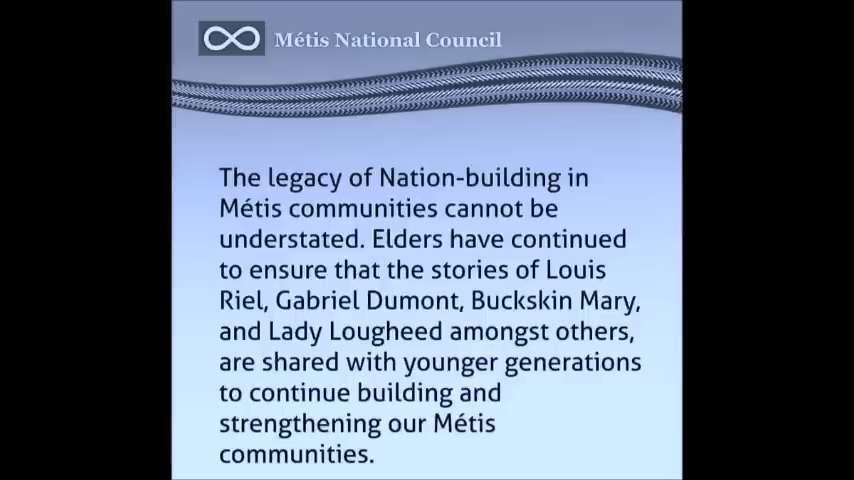 Métis National Council
The legacy of Nation-building in
Métis communities cannot be
understated. Elders have continued
to ensure that the stories of Louis
Riel, Gabriel Dumont, Buckskin Mary,
and Lady Lougheed amongst others,
are shared with younger generations
to continue building and
strengthening our Métis
communities.